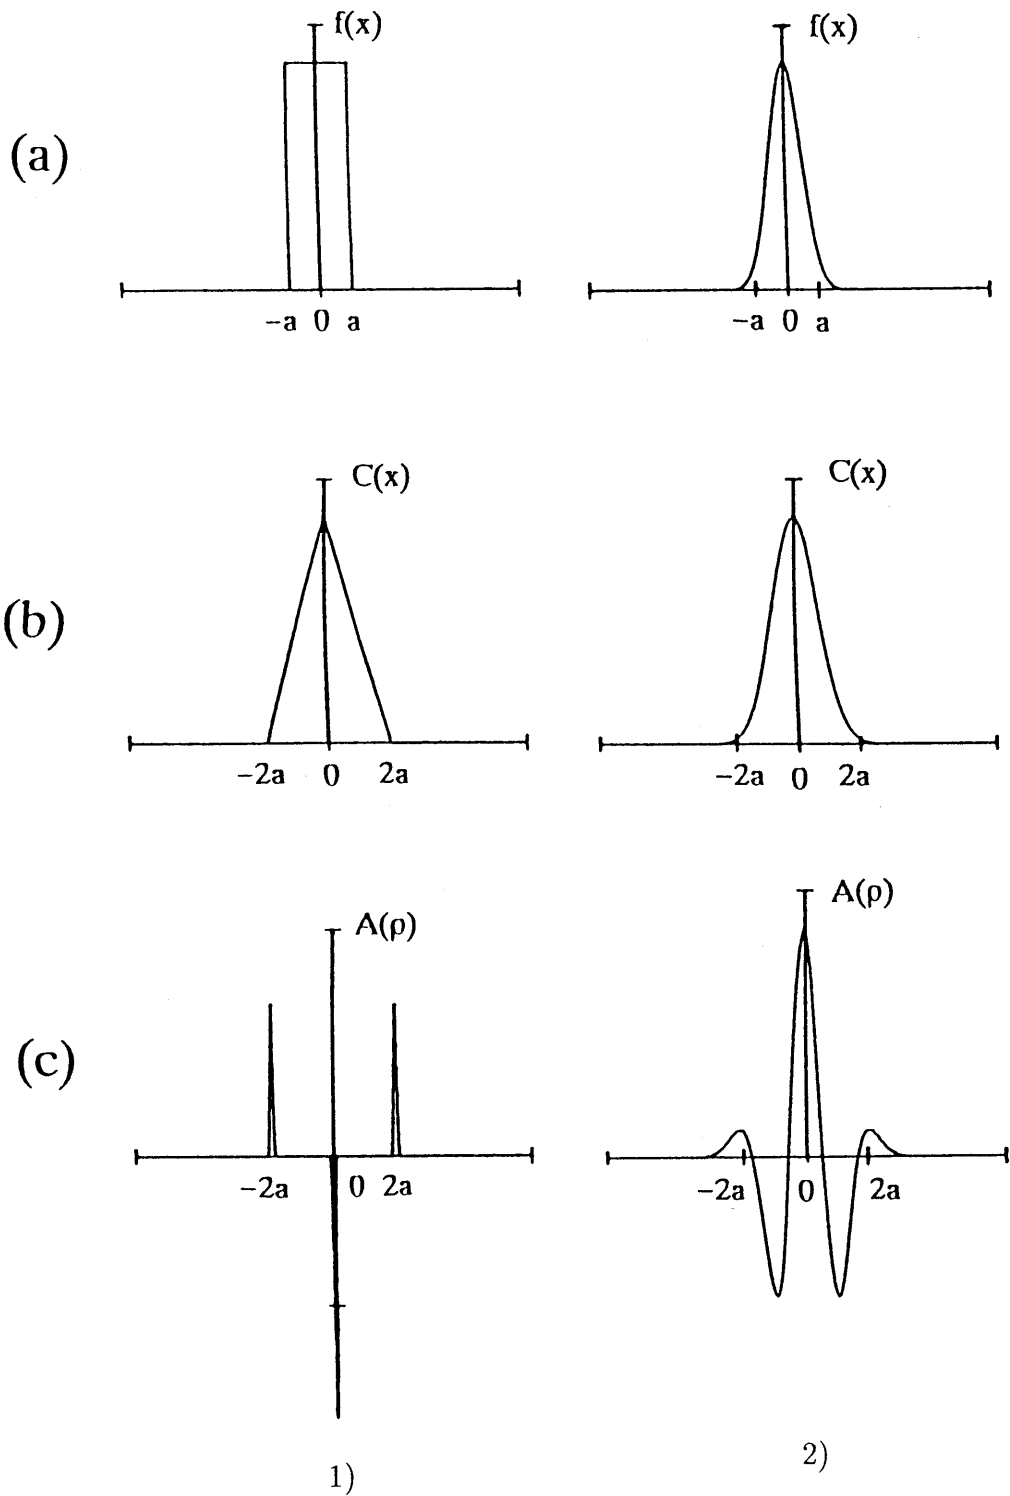 f(x) f(x)
(a)
−a 0 a −a 0 a
C(x) C(x)
(b)
−2a 0 2a −2a 0 2a
A(ρ) A(ρ)
(c)
−2a 0 2a −2a 0 2a
1) 2)